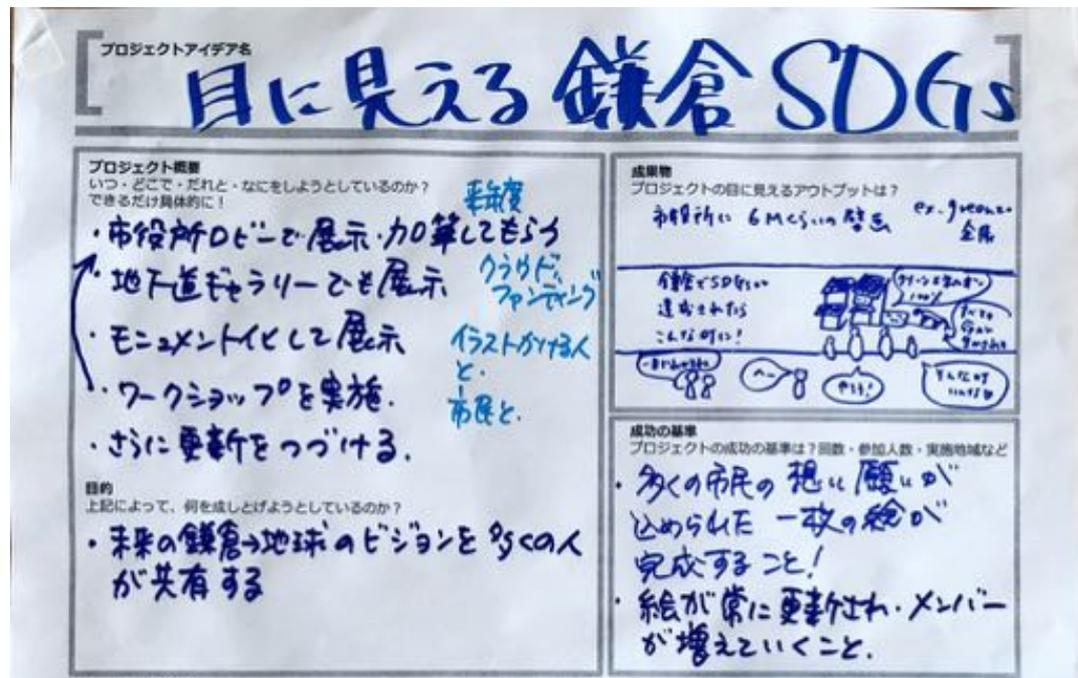 プロジェクトアイデア名
目に見える鎌倉SDGs
プロジェクト概要
いつ・どこで・だれと・なにをしようとしているのか?
できるだけ具体的に!
来年度
・市役所ロビーで展示・加筆してもらう
・地下道ギャラリーでも展示
クラウド
ファンディング
・モニュメント化として展示
イラストかける人
と.
・ワークショップを実施.
市民と.
・さらに更新をつづける.
目的
上記によって、何を成しとげようとしているのか?
・未来の鎌倉→地球のビジョンを多くの人
が共有する
成果物
プロジェクトの目に見えるアウトプットは?
市役所に 6Mくらいの壁画
ex.
鎌倉でSDGsが
達成されたら
こんな町に!
100%
へー
やろう!
成功の基準
プロジェクトの成功の基準は?回数・参加人数・実施地域など
・多くの市民の想い願いが
込められた一枚の絵が
完成すること!
・絵が常に更新され・メンバー
が増えていくこと.